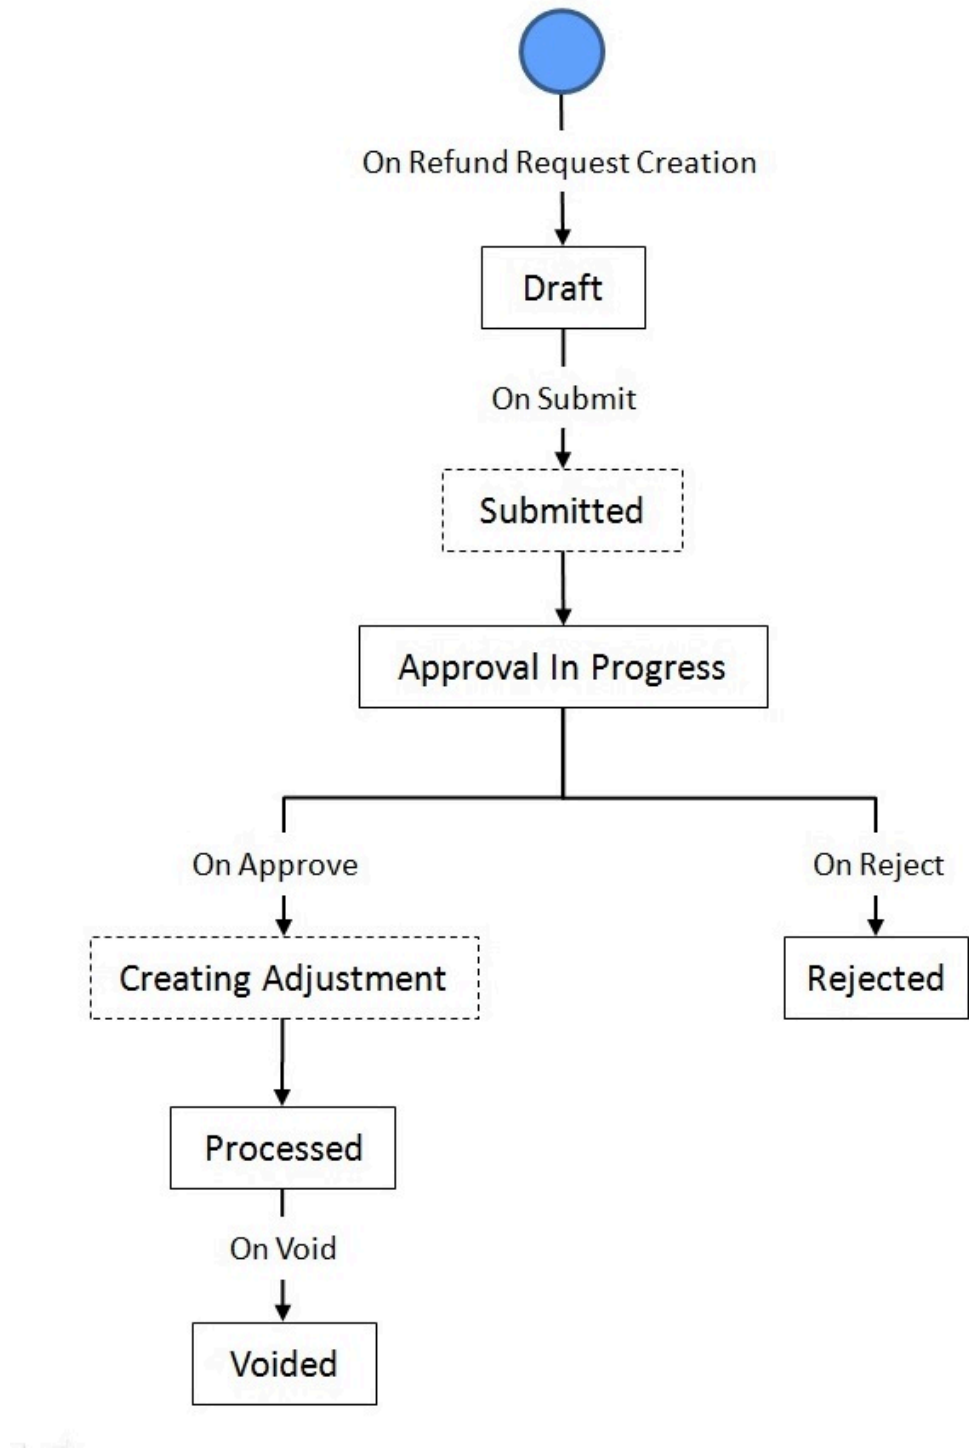 On Refund Request Creation
Draft
On Submit
Submitted
Approval In Progress
On Approve
On Reject
Creating Adjustment
Rejected
Processed
On Void
Voided